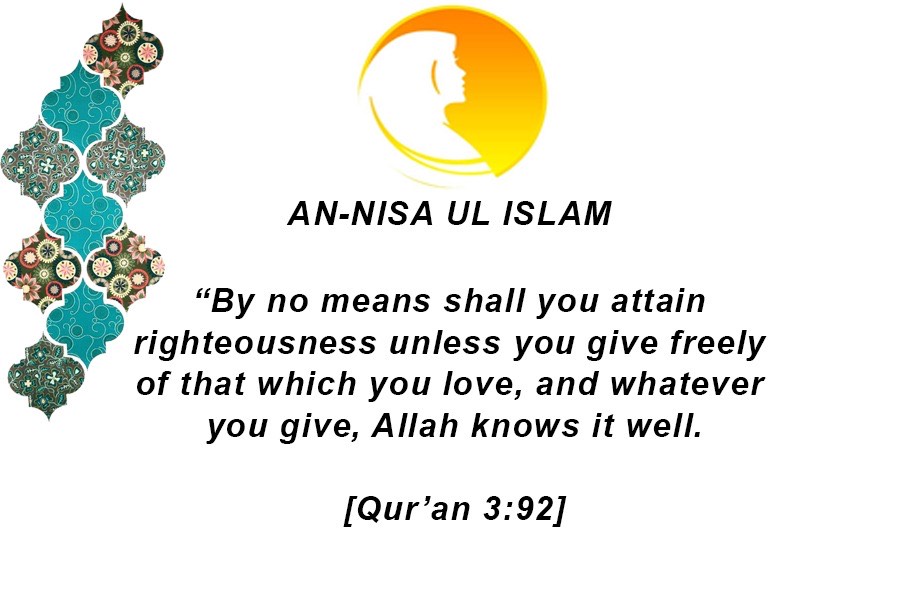 AN-NISA UL ISLAM
“By no means shall you attain
righteousness unless you give freely
of that which you love, and whatever
you give, Allah knows it well.
[Qur’an 3:92]